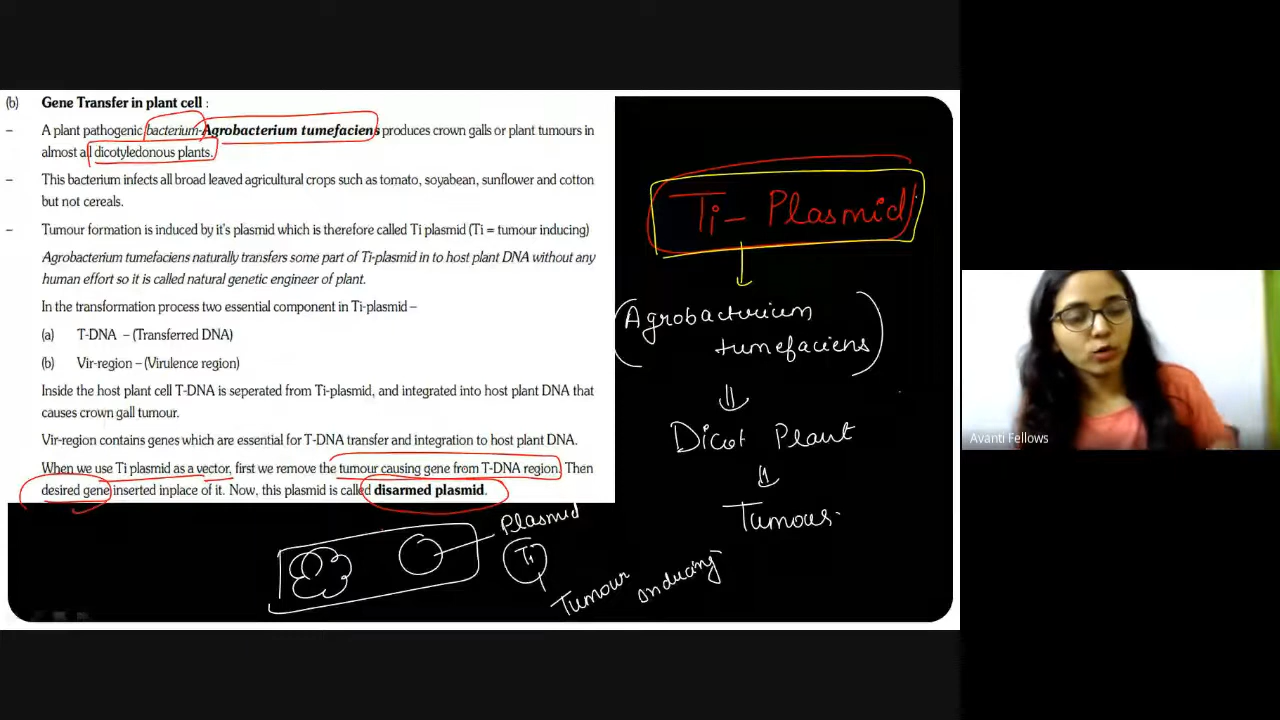 (b) Gene Transfer in plant cell :
– A plant pathogenic bacterium-Agrobacterium tumefaciens produces crown galls or plant tumours in
almost all dicotyledonous plants.
– This bacterium infects all broad leaved agricultural crops such as tomato, soyabean, sunflower and cotton
but not cereals.
– Tumour formation is induced by it's plasmid which is therefore called Ti plasmid (Ti = tumour inducing)
Agrobacterium tumefaciens naturally transfers some part of Ti-plasmid in to host plant DNA without any
human effort so it is called natural genetic engineer of plant.
In the transformation process two essential component in Ti-plasmid –
(a) T-DNA – (Transferred DNA)
(b) Vir-region – (Virulence region)
Inside the host plant cell T-DNA is seperated from Ti-plasmid, and integrated into host plant DNA that
causes crown gall tumour.
Vir-region contains genes which are essential for T-DNA transfer and integration to host plant DNA.
When we use Ti plasmid as a vector, first we remove the tumour causing gene from T-DNA region. Then
desired gene inserted inplace of it. Now, this plasmid is called disarmed plasmid.
Ti – Plasmid
(Agrobacterium
tumefaciens)
Dicot Plant
Tumour
Plasmid
Ti
Tumour inducing
Avanti Fellows